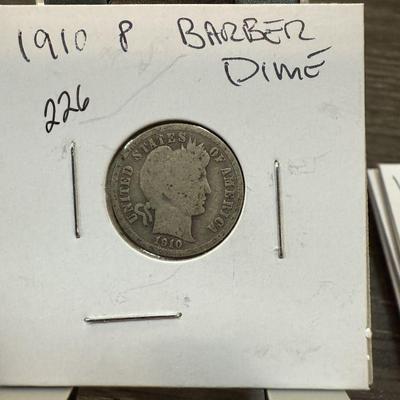 1910 P BARBER
DIME
226
UNITED STATES OF AMERICA
1910